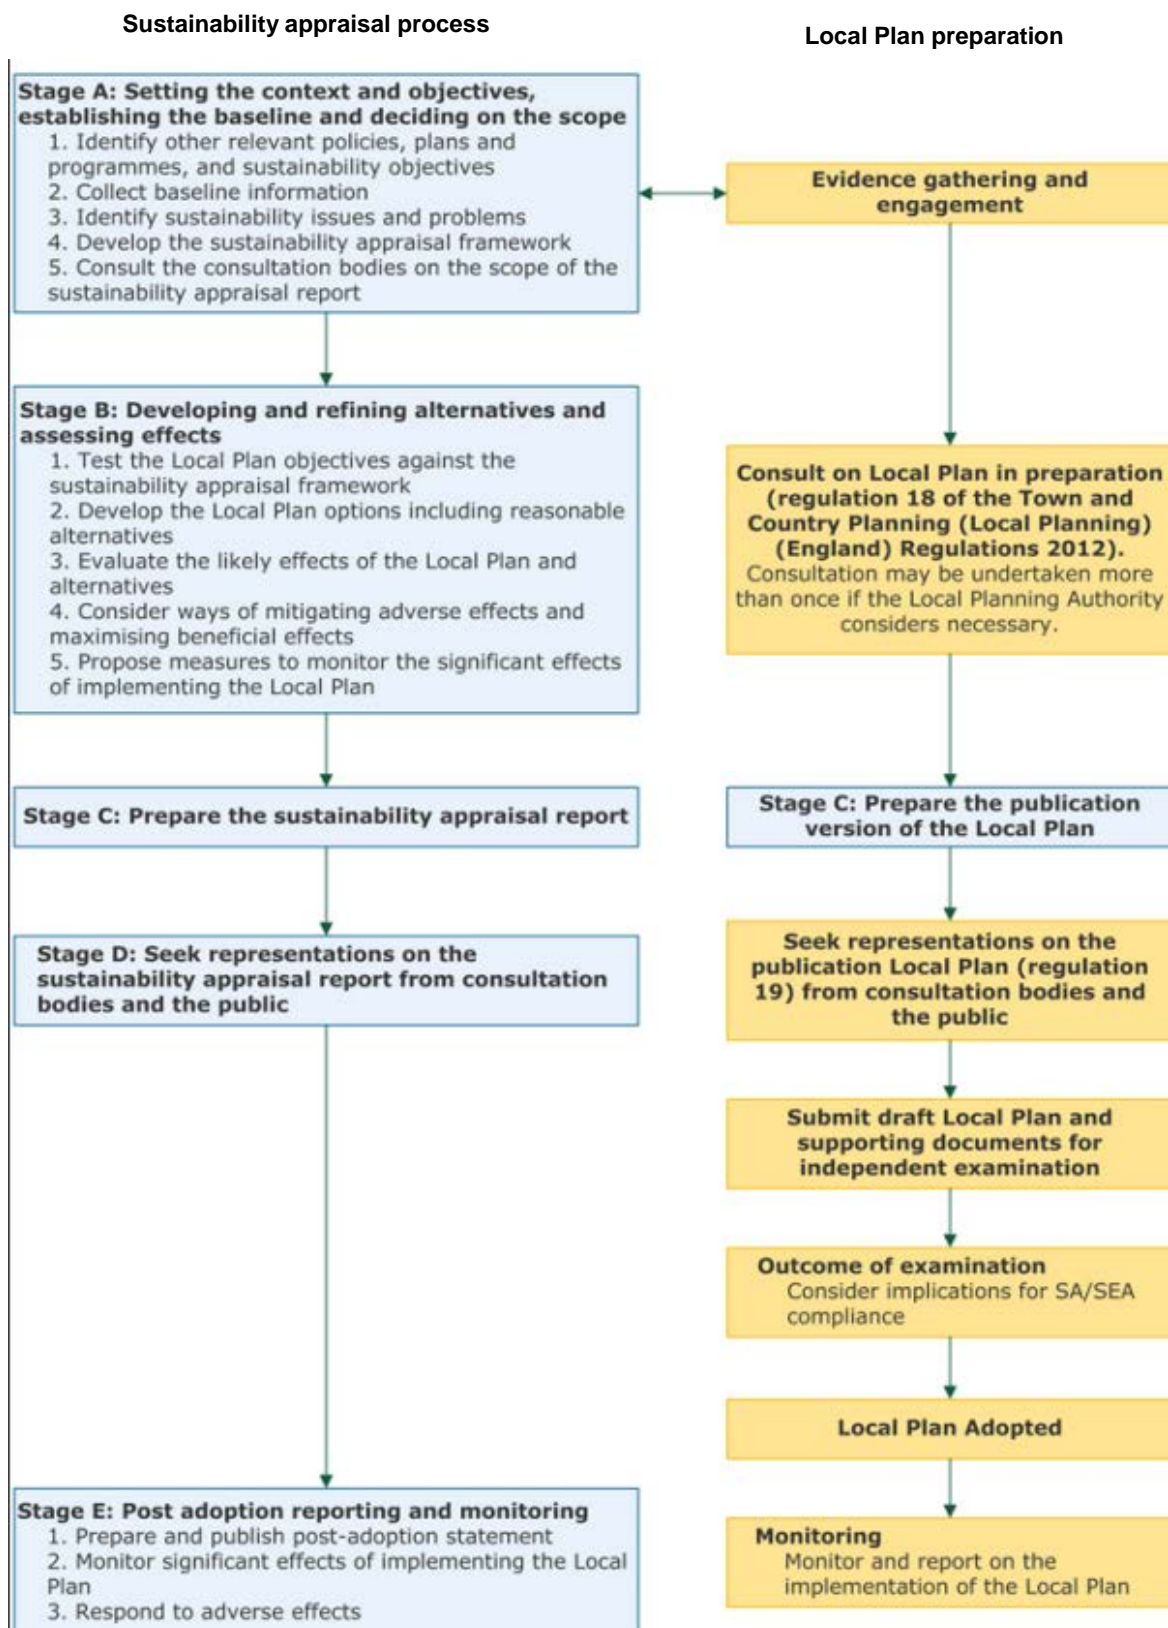 Sustainability appraisal process
Local Plan preparation
Stage A: Setting the context and objectives,
establishing the baseline and deciding on the scope
1. Identify other relevant policies, plans and
programmes, and sustainability objectives
2. Collect baseline information
3. Identify sustainability issues and problems
4. Develop the sustainability appraisal framework
5. Consult the consultation bodies on the scope of the
sustainability appraisal report
Evidence gathering and
engagement
Stage B: Developing and refining alternatives and
assessing effects
1. Test the Local Plan objectives against the
sustainability appraisal framework
2. Develop the Local Plan options including reasonable
alternatives
3. Evaluate the likely effects of the Local Plan and
alternatives
4. Consider ways of mitigating adverse effects and
maximising beneficial effects
5. Propose measures to monitor the significant effects
of implementing the Local Plan
Consult on Local Plan in preparation
(regulation 18 of the Town and
Country Planning (Local Planning)
(England) Regulations 2012).
Consultation may be undertaken more
than once if the Local Planning Authority
considers necessary.
Stage C: Prepare the sustainability appraisal report
Stage C: Prepare the publication
version of the Local Plan
Stage D: Seek representations on the
sustainability appraisal report from consultation
bodies and the public
Seek representations on the
publication Local Plan (regulation
19) from consultation bodies and
the public
Submit draft Local Plan and
supporting documents for
independent examination
Outcome of examination
Consider implications for SA/SEA
compliance
Local Plan Adopted
Stage E: Post adoption reporting and monitoring
1. Prepare and publish post-adoption statement
2. Monitor significant effects of implementing the Local
Plan
3. Respond to adverse effects
Monitoring
Monitor and report on the
implementation of the Local Plan